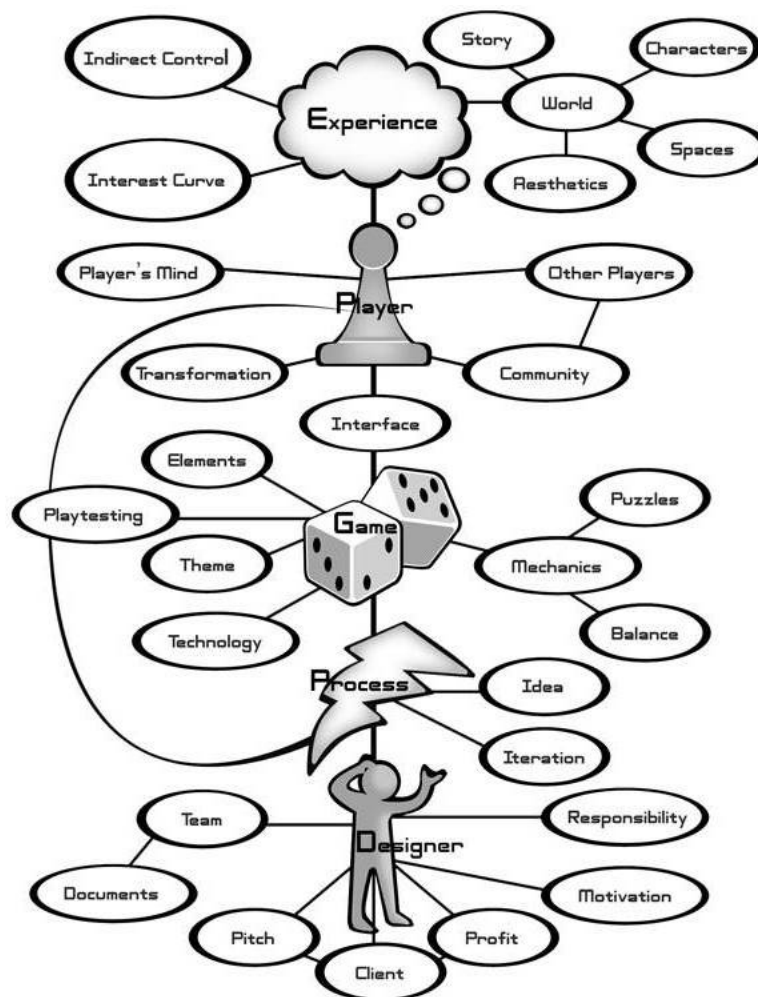 Story
Indirect Control
Characters
World
Experience
Spaces
Interest Curve
Aesthetics
Player's Mind
Other Players
Player
Transformation
Community
Interface
Elements
Puzzles
Playtesting
Game
Theme
Mechanics
Technology
Balance
Process
Idea
Iteration
Team
Responsibility
Designer
Documents
Motivation
Pitch
Profit
Client